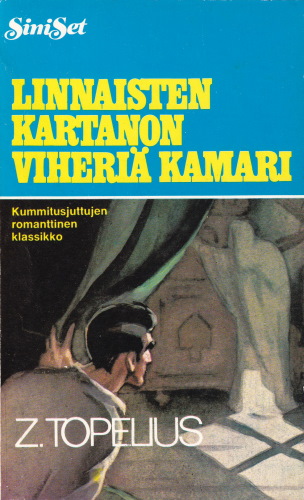 SiniSet
LINNAISTEN
KARTANON
VIHERIÄ KAMARI
Kummitusjuttujen
romanttinen
klassikko
Z. TOPELIUS